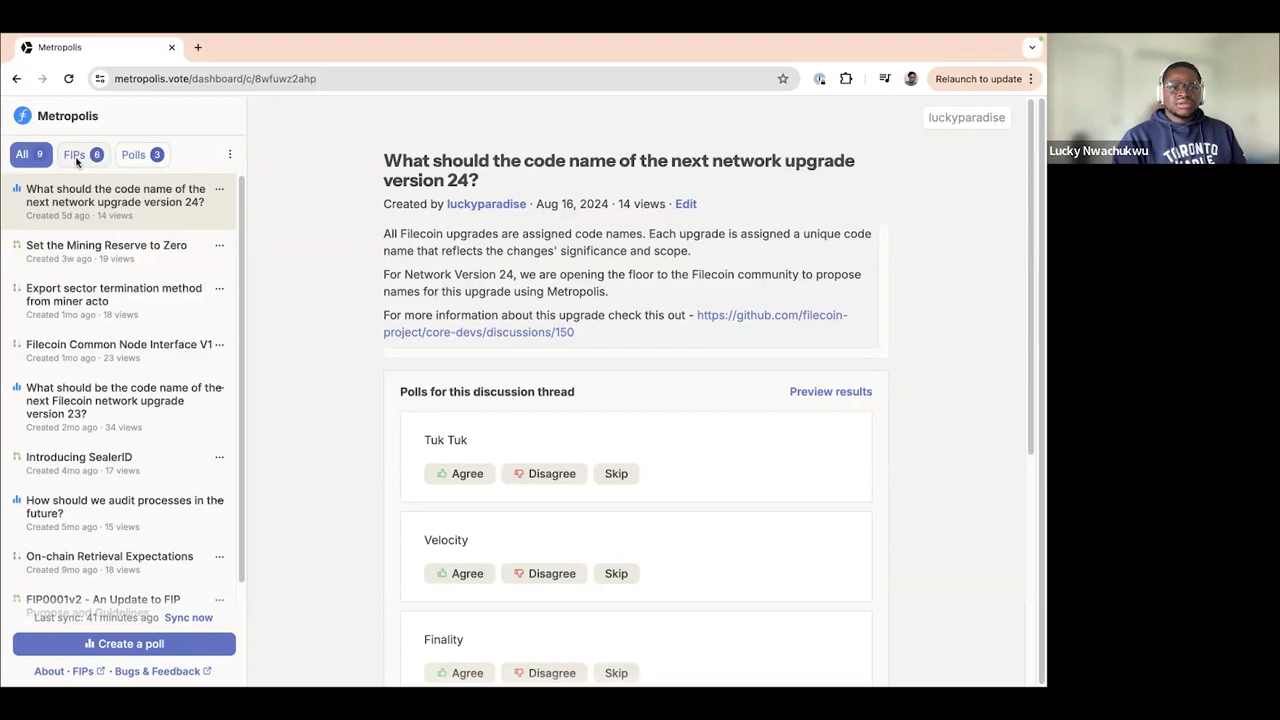 Metropolis
metropolis.vote/dashboard/c/8wfuwz2ahp
Relaunch to update
Metropolis
All 9
FIPs 6
Polls 3
What should the code name of the
next network upgrade version 24?
Created 5d ago · 14 views
Set the Mining Reserve to Zero
Created 3w ago · 19 views
Export sector termination method
from miner acto
Created 1mo ago · 18 views
Filecoin Common Node Interface V1
Created 1mo ago · 23 views
What should be the code name of the
next Filecoin network upgrade
version 23?
Created 2mo ago · 34 views
Introducing SealerID
Created 4mo ago · 17 views
How should we audit processes in the
future?
Created 5mo ago · 15 views
On-chain Retrieval Expectations
Created 9mo ago · 18 views
FIP0001v2 - An Update to FIP
Purpose and Guidelines
Last sync: 41 minutes ago Sync now
Create a poll
About · FIPs · Bugs & Feedback
luckyparadise
What should the code name of the next network upgrade
version 24?
Created by luckyparadise · Aug 16, 2024 · 14 views · Edit
All Filecoin upgrades are assigned code names. Each upgrade is assigned a unique code
name that reflects the changes' significance and scope.
For Network Version 24, we are opening the floor to the Filecoin community to propose
names for this upgrade using Metropolis.
For more information about this upgrade check this out - https://github.com/filecoin-
project/core-devs/discussions/150
Polls for this discussion thread
Preview results
Tuk Tuk
Agree Disagree Skip
Velocity
Agree Disagree Skip
Finality
Agree Disagree Skip
TORONTO
Lucky Nwachukwu